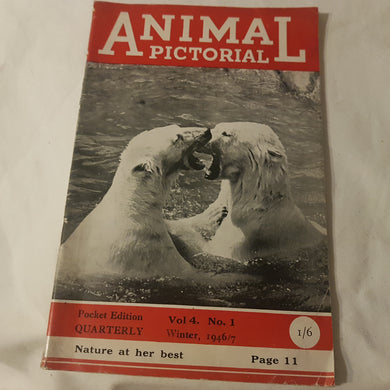 ANIMAL
PICTORIAL
Pocket Edition Vol 4. No. 1
QUARTERLY Winter, 1946/7
1/6
Nature at her best Page 11